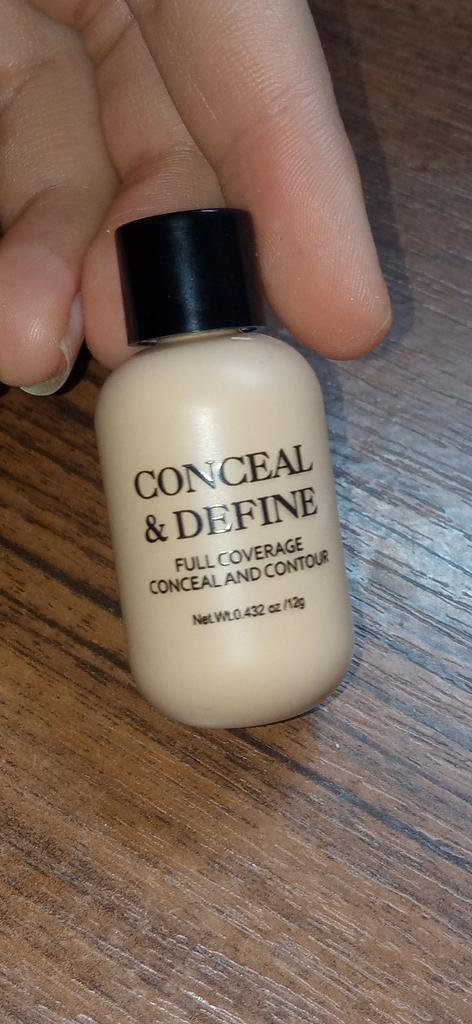 CONCEAL
& DEFINE
FULL COVERAGE
CONCEAL AND CONTOUR
Net.Wt.0.432 oz /12g